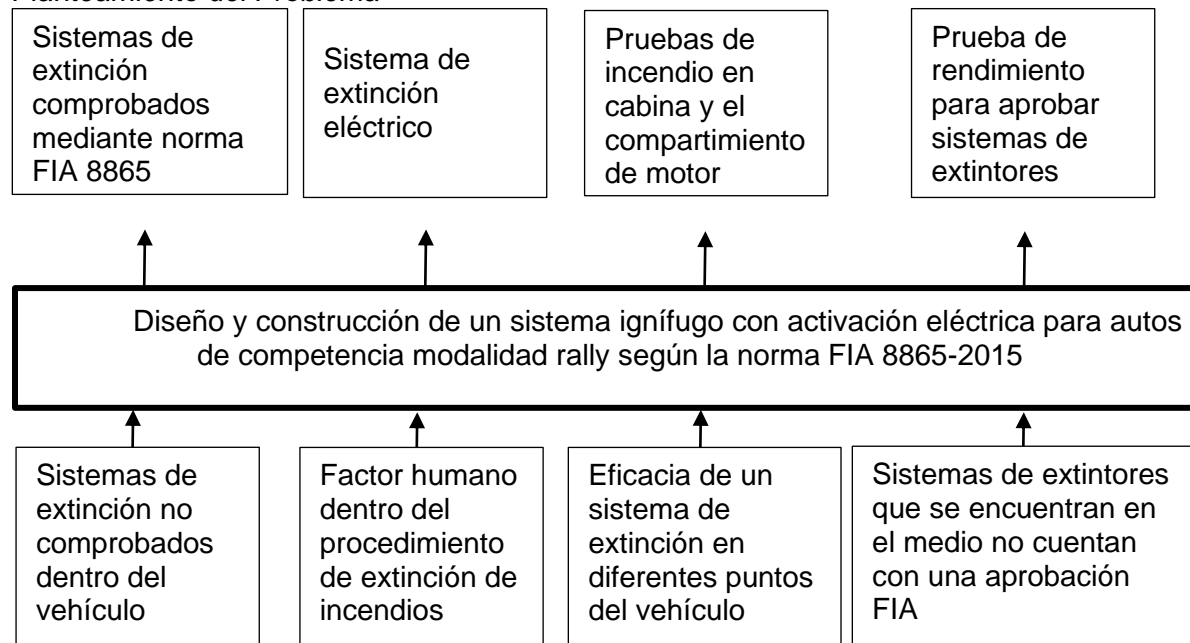 Planteamiento del Problema
Sistemas de
extinción
comprobados
mediante norma
FIA 8865
Sistema de
extinción
eléctrico
Pruebas de
incendio en
cabina y el
compartimiento
de motor
Prueba de
rendimiento
para aprobar
sistemas de
extintores
Diseño y construcción de un sistema ignífugo con activación eléctrica para autos
de competencia modalidad rally según la norma FIA 8865-2015
Sistemas de
extinción no
comprobados
dentro del
vehículo
Factor humano
dentro del
procedimiento
de extinción de
incendios
Eficacia de un
sistema de
extinción en
diferentes puntos
del vehículo
Sistemas de extintores
que se encuentran en
el medio no cuentan
con una aprobación
FIA